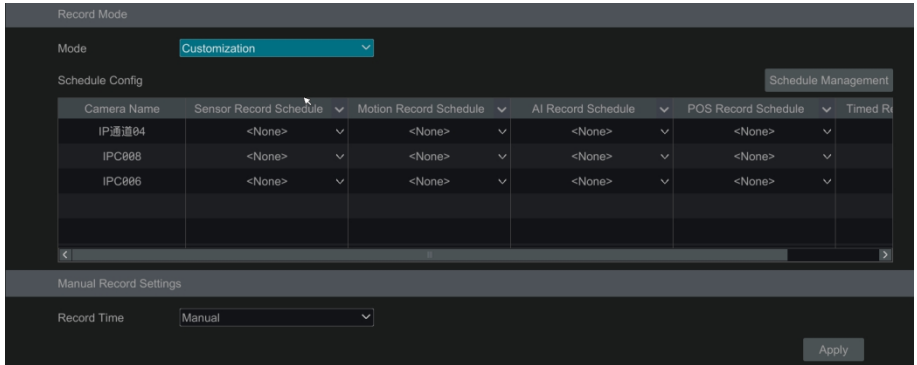 Record Mode
Mode Customization
Schedule Config Schedule Management
Camera Name Sensor Record Schedule Motion Record Schedule AI Record Schedule POS Record Schedule Timed
IP通道04 <None> <None> <None> <None>
IPC008 <None> <None> <None> <None>
IPC006 <None> <None> <None> <None>
Manual Record Settings
Record Time Manual
Apply